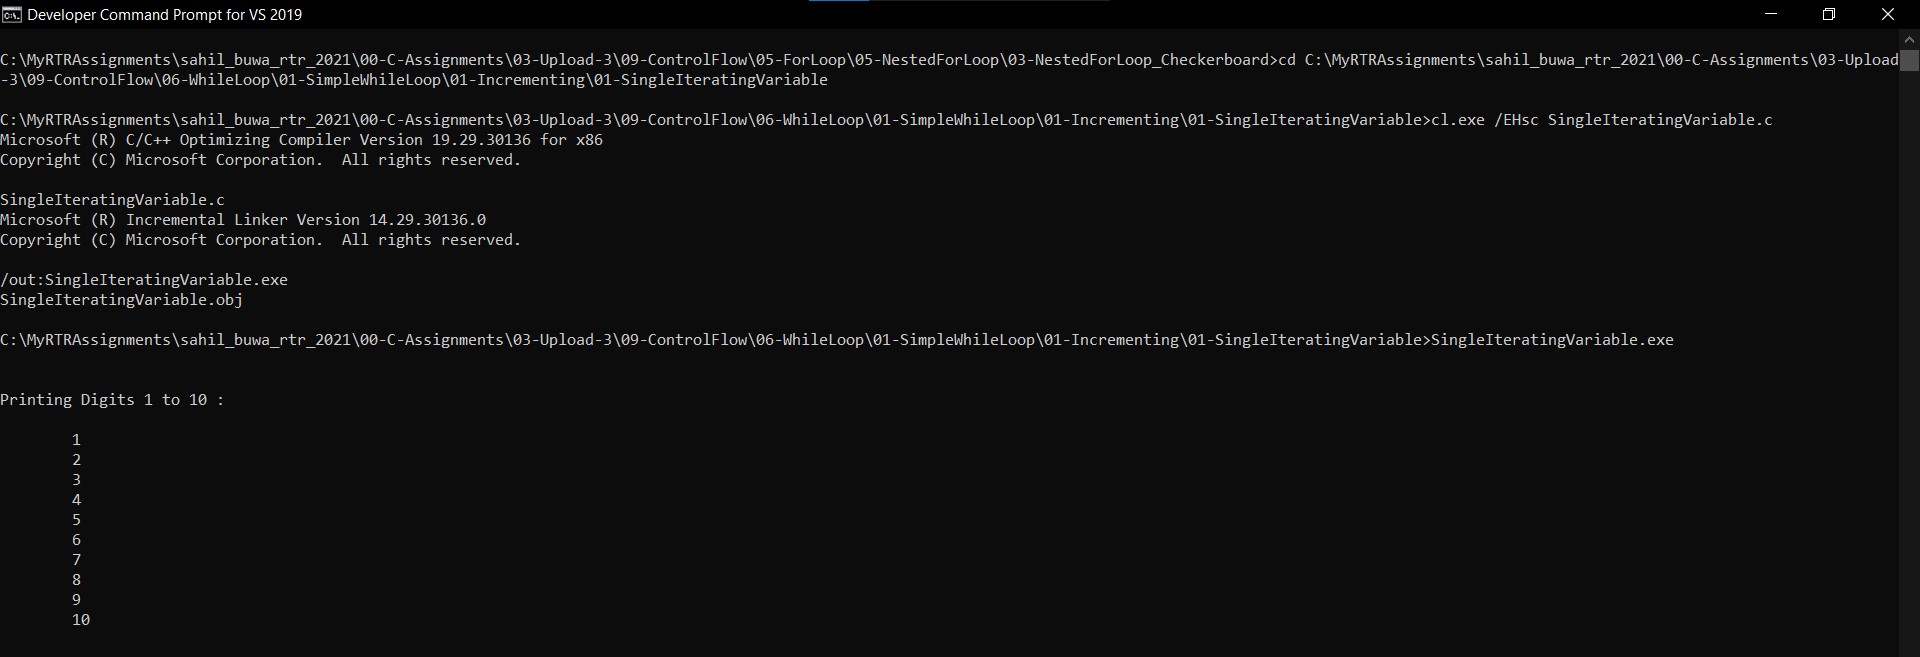 Developer Command Prompt for VS 2019
C:\MyRTRAssignments\sahil_buwa_rtr_2021\00-C-Assignments\03-Upload-3\09-ControlFlow\05-ForLoop\05-NestedForLoop\03-NestedForLoop_Checkerboard>cd C:\MyRTRAssignments\sahil_buwa_rtr_2021\00-C-Assignments\03-Upload
-3\09-ControlFlow\06-WhileLoop\01-SimpleWhileLoop\01-Incrementing\01-SingleIteratingVariable
C:\MyRTRAssignments\sahil_buwa_rtr_2021\00-C-Assignments\03-Upload-3\09-ControlFlow\06-WhileLoop\01-SimpleWhileLoop\01-Incrementing\01-SingleIteratingVariable>cl.exe /EHsc SingleIteratingVariable.c
Microsoft (R) C/C++ Optimizing Compiler Version 19.29.30136 for x86
Copyright (C) Microsoft Corporation.  All rights reserved.
SingleIteratingVariable.c
Microsoft (R) Incremental Linker Version 14.29.30136.0
Copyright (C) Microsoft Corporation.  All rights reserved.
/out:SingleIteratingVariable.exe
SingleIteratingVariable.obj
C:\MyRTRAssignments\sahil_buwa_rtr_2021\00-C-Assignments\03-Upload-3\09-ControlFlow\06-WhileLoop\01-SimpleWhileLoop\01-Incrementing\01-SingleIteratingVariable>SingleIteratingVariable.exe
Printing Digits 1 to 10 :
1
2
3
4
5
6
7
8
9
10